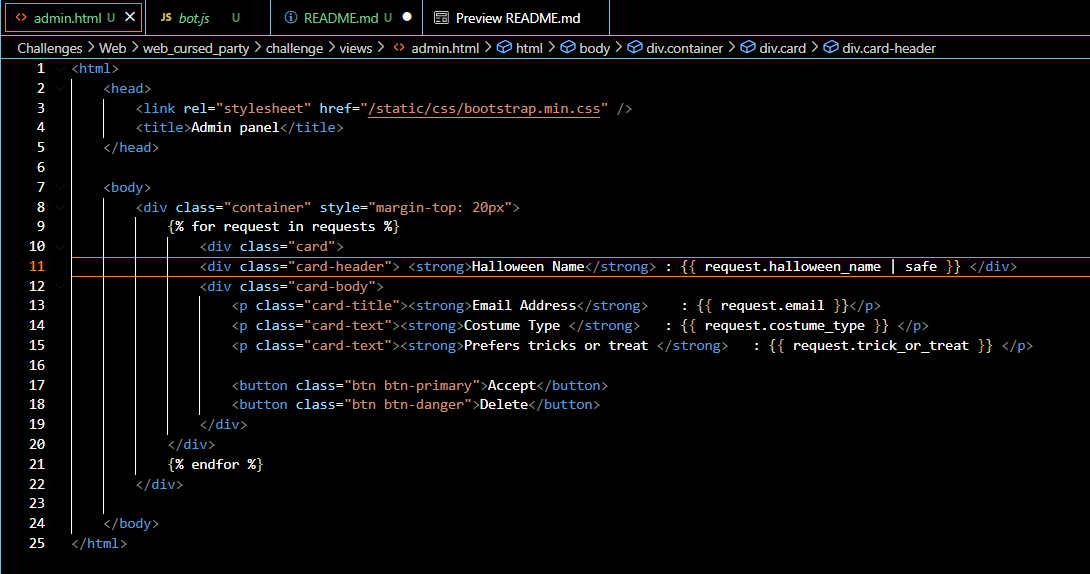 admin.html U
JS bot.js U
README.md U
Preview README.md
Challenges > Web > web_cursed_party > challenge > views > <> admin.html > html > body > div.container > div.card > div.card-header
1 <html>
2 <head>
3 <link rel="stylesheet" href="/static/css/bootstrap.min.css" />
4 <title>Admin panel</title>
5 </head>
6
7 <body>
8 <div class="container" style="margin-top: 20px">
9 {% for request in requests %}
10 <div class="card">
11 <div class="card-header"> <strong>Halloween Name</strong> : {{ request.halloween_name | safe }} </div>
12 <div class="card-body">
13 <p class="card-title"><strong>Email Address</strong>    : {{ request.email }}</p>
14 <p class="card-text"><strong>Costume Type </strong>   : {{ request.costume_type }} </p>
15 <p class="card-text"><strong>Prefers tricks or treat </strong>   : {{ request.trick_or_treat }} </p>
16
17 <button class="btn btn-primary">Accept</button>
18 <button class="btn btn-danger">Delete</button>
19 </div>
20 </div>
21 {% endfor %}
22 </div>
23
24 </body>
25 </html>